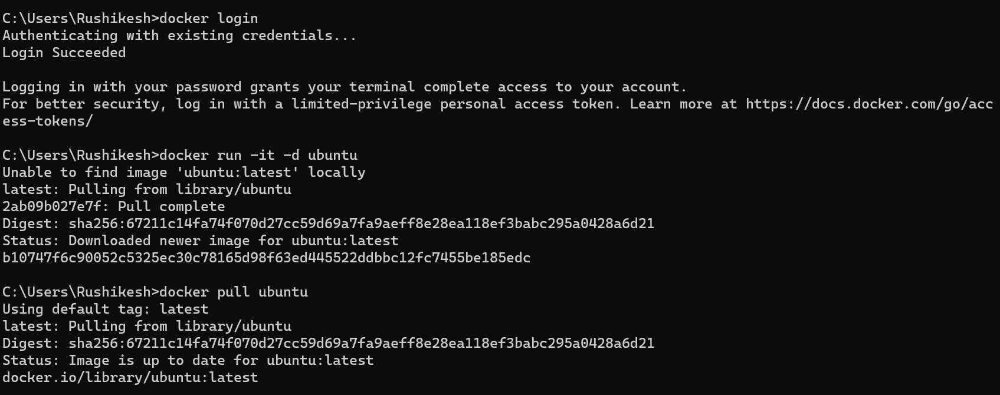 C:\Users\Rushikesh>docker login
Authenticating with existing credentials...
Login Succeeded
Logging in with your password grants your terminal complete access to your account.
For better security, log in with a limited-privilege personal access token. Learn more at https://docs.docker.com/go/acc
ess-tokens/
C:\Users\Rushikesh>docker run -it -d ubuntu
Unable to find image 'ubuntu:latest' locally
latest: Pulling from library/ubuntu
2ab09b027e7f: Pull complete
Digest: sha256:67211c14fa74f070d27cc59d69a7fa9aeff8e28ea118ef3babc295a0428a6d21
Status: Downloaded newer image for ubuntu:latest
b10747f6c90052c5325ec30c78165d98f63ed445522ddbbc12fc7455be185edc
C:\Users\Rushikesh>docker pull ubuntu
Using default tag: latest
latest: Pulling from library/ubuntu
Digest: sha256:67211c14fa74f070d27cc59d69a7fa9aeff8e28ea118ef3babc295a0428a6d21
Status: Image is up to date for ubuntu:latest
docker.io/library/ubuntu:latest